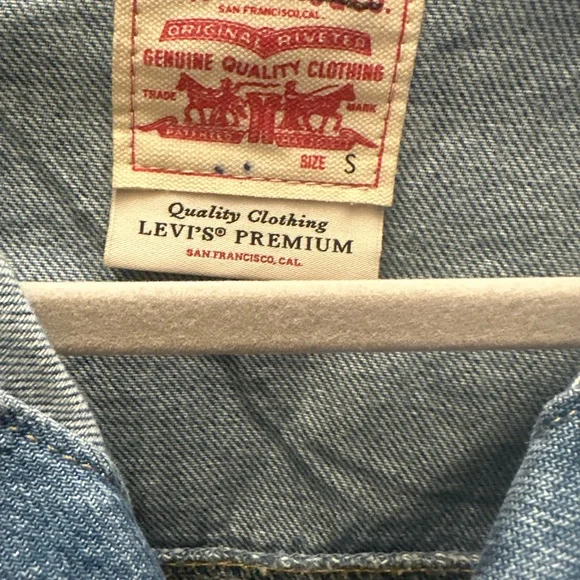 SAN FRANCISCO, CAL.
ORIGINAL RIVETED
GENUINE QUALITY CLOTHING
TRADE MARK
SIZE S
Quality Clothing
LEVI'S® PREMIUM
SAN FRANCISCO, CAL.